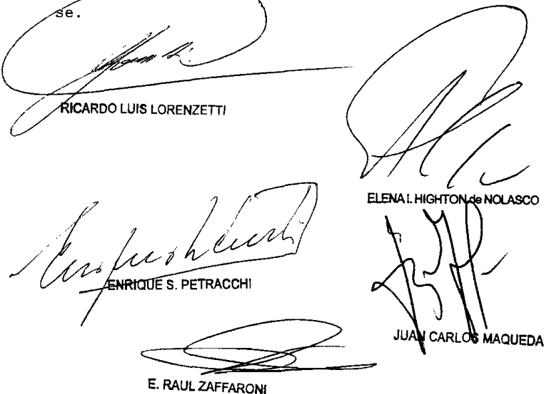 se.
RICARDO LUIS LORENZETTI
ELENA I. HIGHTON de NOLASCO
ENRIQUE S. PETRACCHI
JUAN CARLOS MAQUEDA
E. RAUL ZAFFARONI